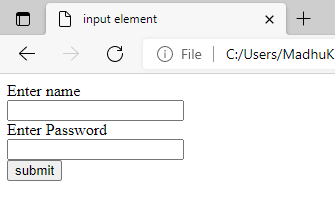 input element
File
C:/Users/MadhuK
Enter name
Enter Password
submit